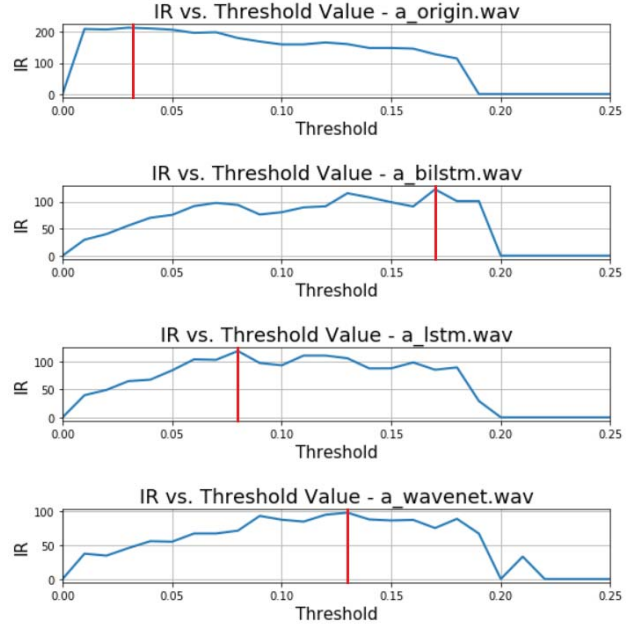 IR vs. Threshold Value - a_origin.wav
200
100
0
IR
0.00 0.05 0.10 0.15 0.20 0.25
Threshold
IR vs. Threshold Value - a_bilstm.wav
100
50
0
IR
0.00 0.05 0.10 0.15 0.20 0.25
Threshold
IR vs. Threshold Value - a_lstm.wav
100
50
0
IR
0.00 0.05 0.10 0.15 0.20 0.25
Threshold
IR vs. Threshold Value - a_wavenet.wav
100
50
0
IR
0.00 0.05 0.10 0.15 0.20 0.25
Threshold